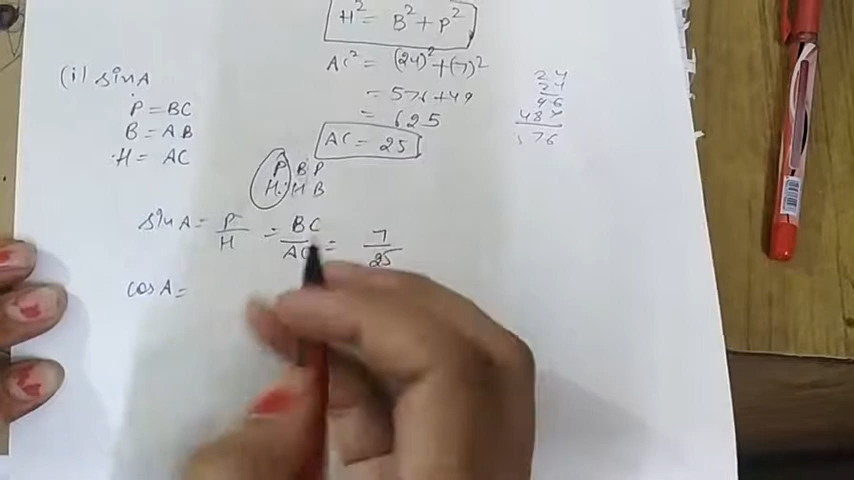 H² = B² + P²
(i) sin A
AC² = (24)² + (7)²
P = BC
= 576 + 49
B = AB
= 625
H = AC
AC = 25
24
24
96
48×
176
P B P
H H B
sin A = P/H = BC/AC = 7/25
cos A =